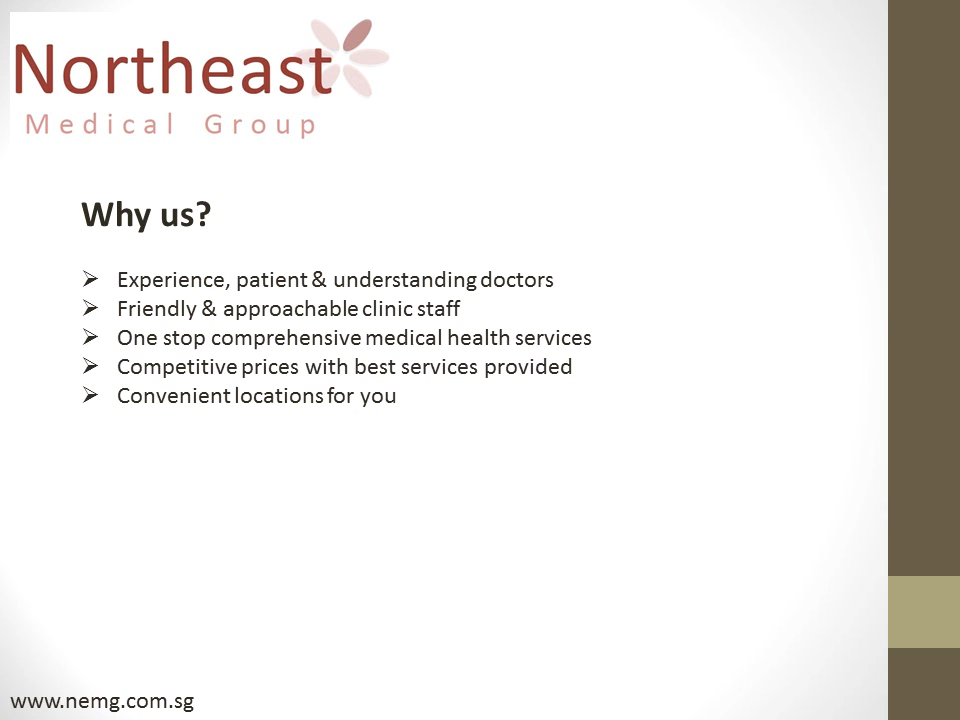 Northeast
Medical Group
Why us?
➢ Experience, patient & understanding doctors
➢ Friendly & approachable clinic staff
➢ One stop comprehensive medical health services
➢ Competitive prices with best services provided
➢ Convenient locations for you
www.nemg.com.sg